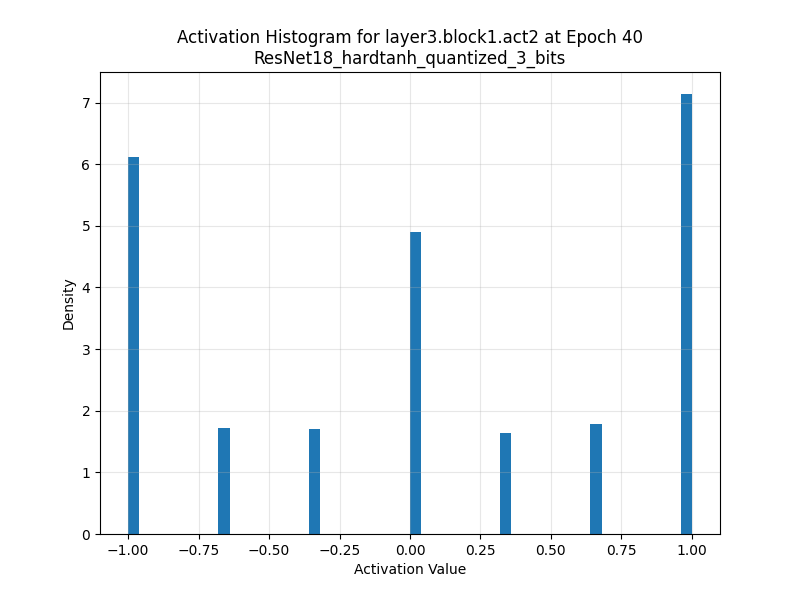 Activation Histogram for layer3.block1.act2 at Epoch 40
ResNet18_hardtanh_quantized_3_bits
7
6
5
4
3
2
1
0
Density
−1.00 −0.75 −0.50 −0.25 0.00 0.25 0.50 0.75 1.00
Activation Value